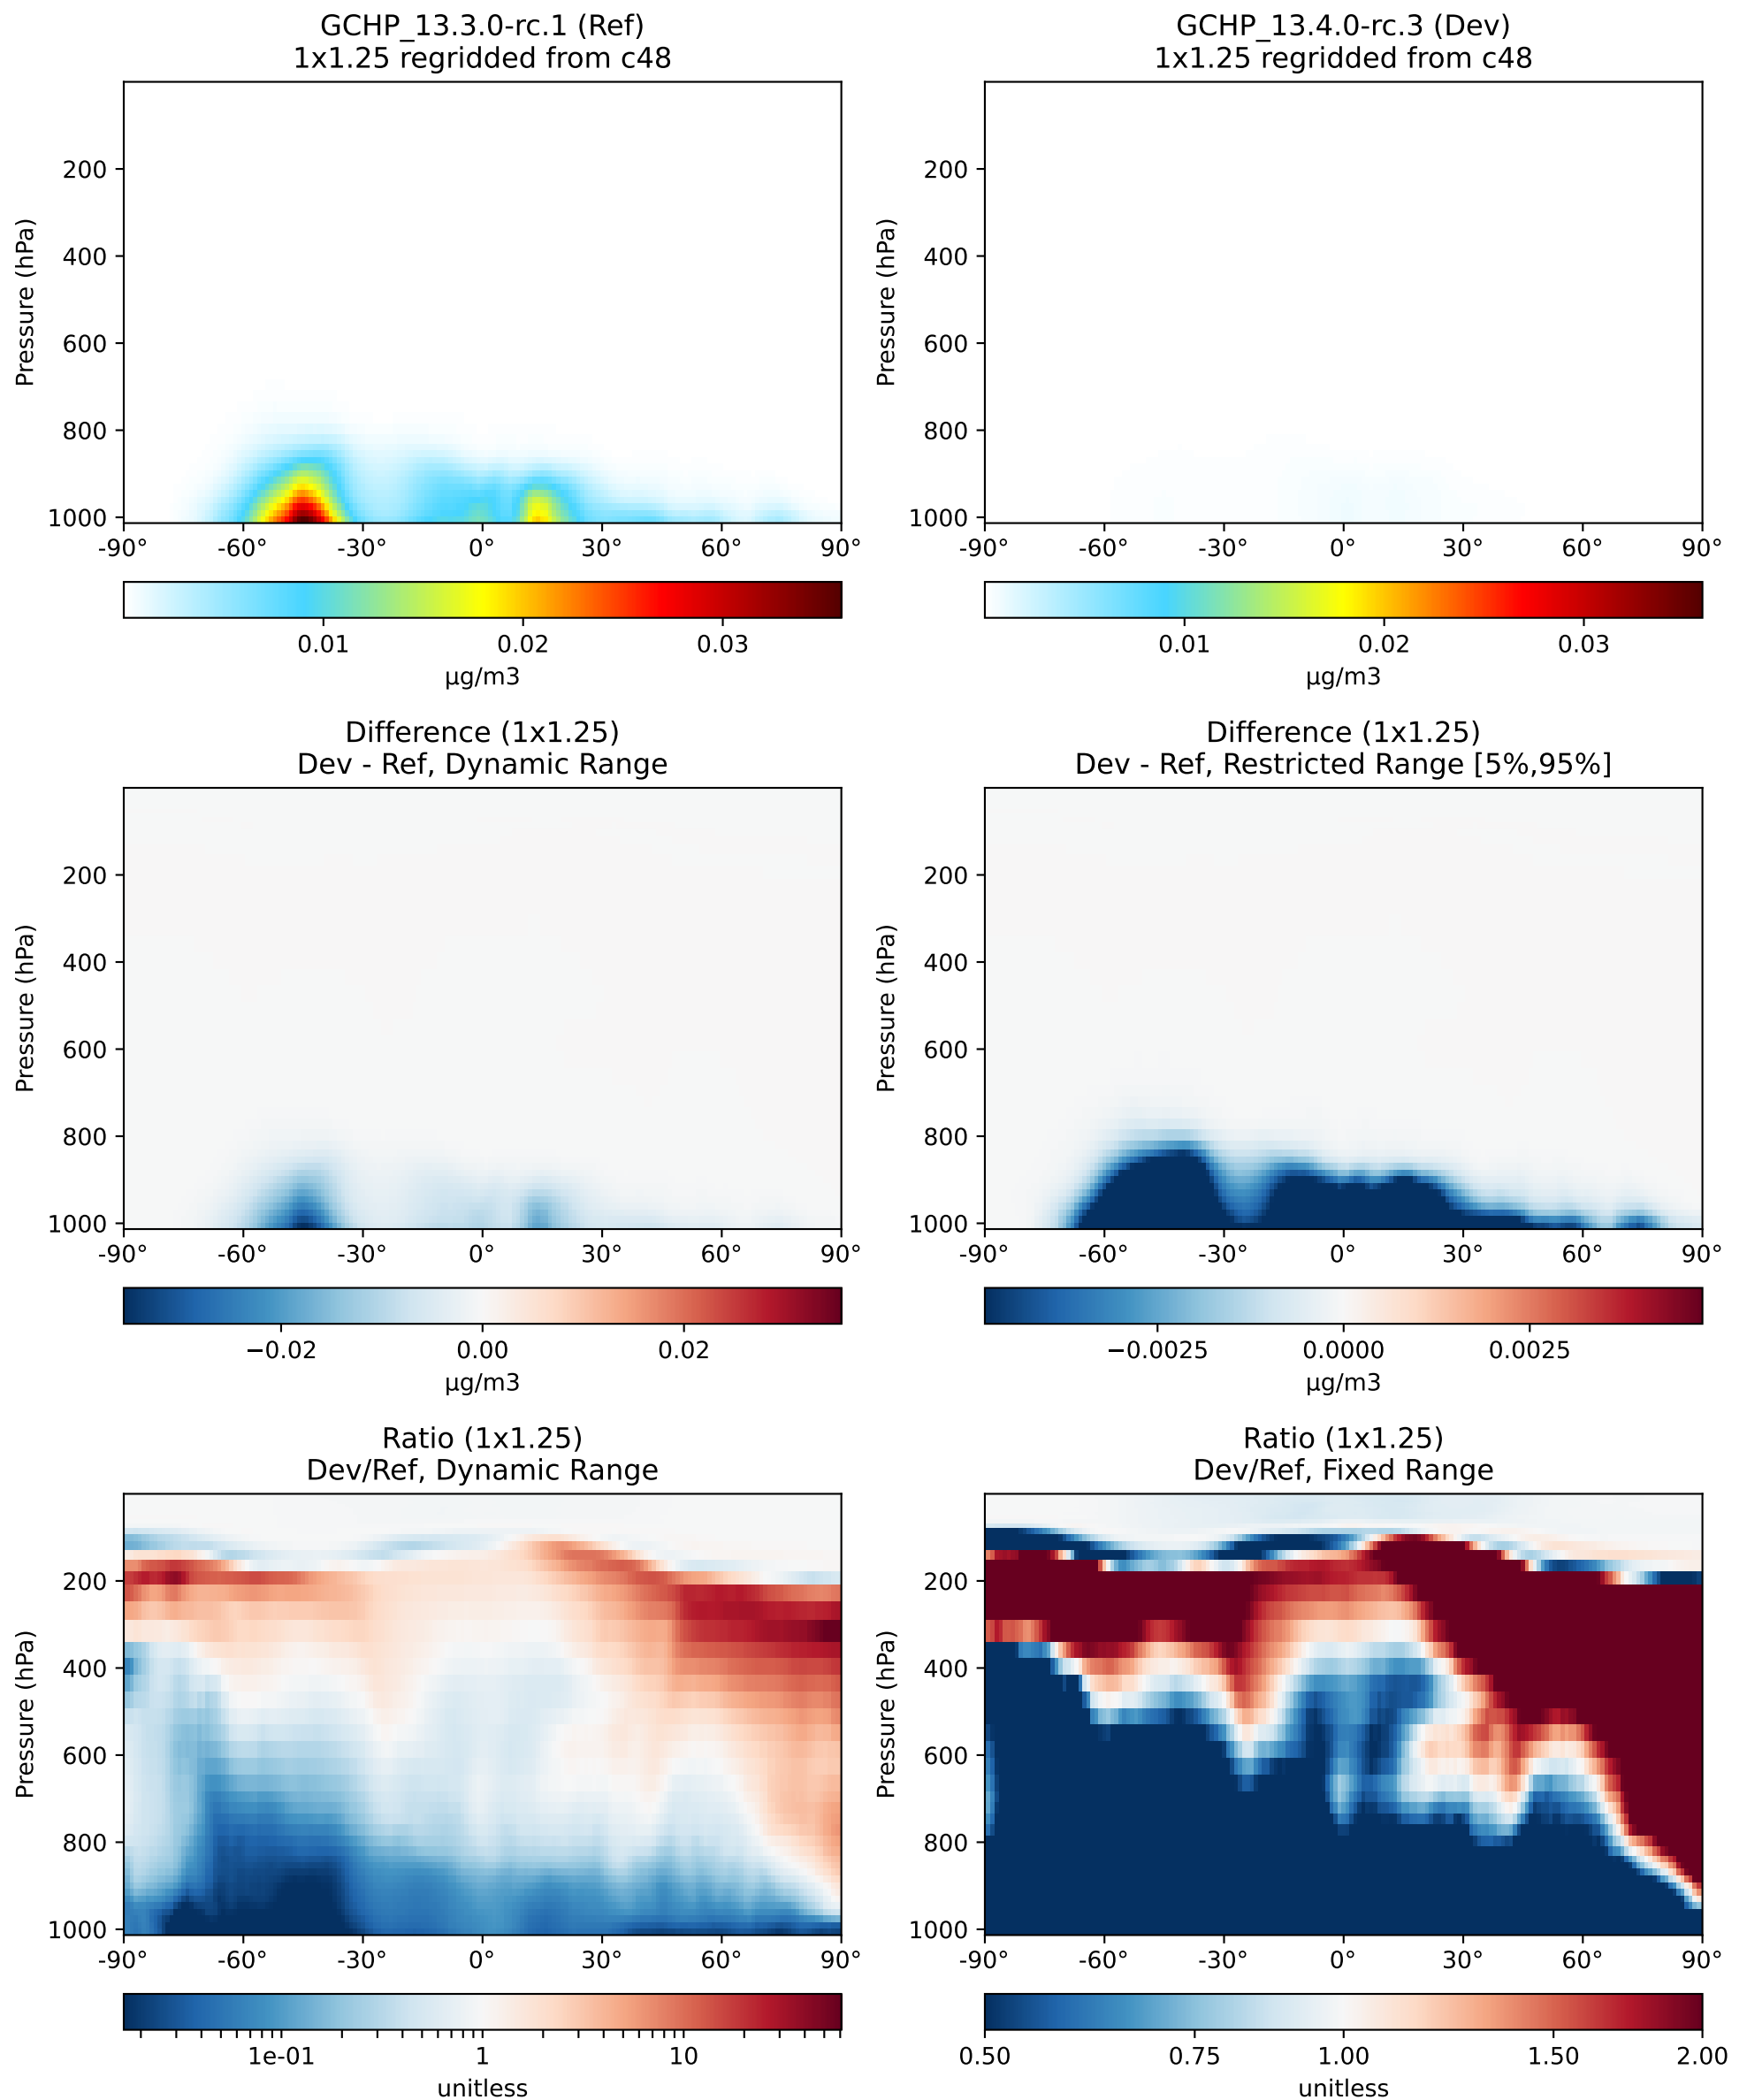 GCHP_13.3.0-rc.1 (Ref)
1x1.25 regridded from c48
Pressure (hPa)
200
400
600
800
1000
-90° -60° -30° 0° 30° 60° 90°
0.01 0.02 0.03
µg/m3
GCHP_13.4.0-rc.3 (Dev)
1x1.25 regridded from c48
Pressure (hPa)
200
400
600
800
1000
-90° -60° -30° 0° 30° 60° 90°
0.01 0.02 0.03
µg/m3
Difference (1x1.25)
Dev - Ref, Dynamic Range
Pressure (hPa)
200
400
600
800
1000
-90° -60° -30° 0° 30° 60° 90°
−0.02 0.00 0.02
µg/m3
Difference (1x1.25)
Dev - Ref, Restricted Range [5%,95%]
Pressure (hPa)
200
400
600
800
1000
-90° -60° -30° 0° 30° 60° 90°
−0.0025 0.0000 0.0025
µg/m3
Ratio (1x1.25)
Dev/Ref, Dynamic Range
Pressure (hPa)
200
400
600
800
1000
-90° -60° -30° 0° 30° 60° 90°
1e-01 1 10
unitless
Ratio (1x1.25)
Dev/Ref, Fixed Range
Pressure (hPa)
200
400
600
800
1000
-90° -60° -30° 0° 30° 60° 90°
0.50 0.75 1.00 1.50 2.00
unitless